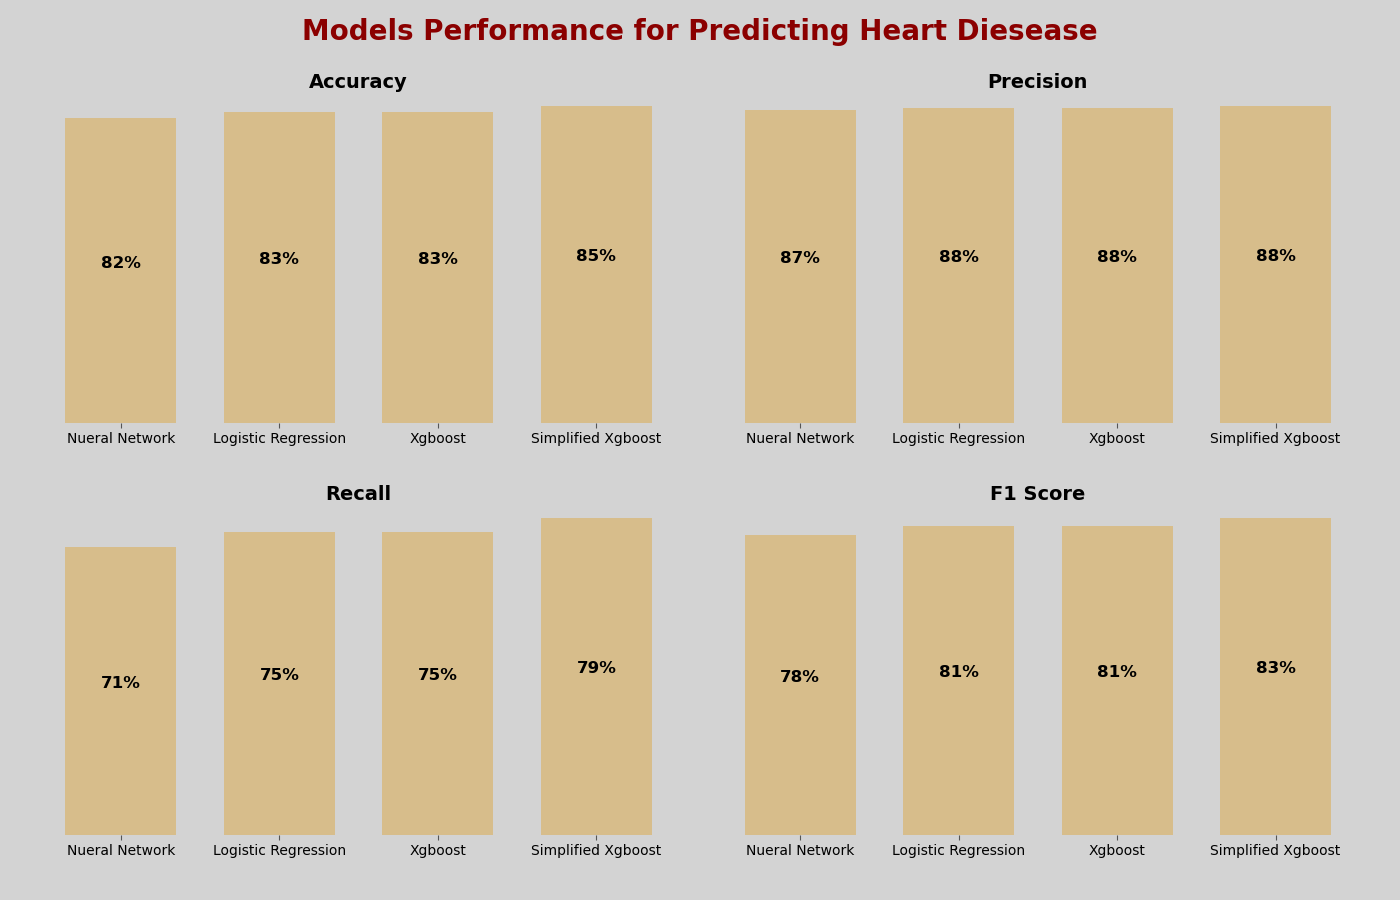 Models Performance for Predicting Heart Diesease
Accuracy
82%
83%
83%
85%
Nueral Network
Logistic Regression
Xgboost
Simplified Xgboost
Precision
87%
88%
88%
88%
Nueral Network
Logistic Regression
Xgboost
Simplified Xgboost
Recall
71%
75%
75%
79%
Nueral Network
Logistic Regression
Xgboost
Simplified Xgboost
F1 Score
78%
81%
81%
83%
Nueral Network
Logistic Regression
Xgboost
Simplified Xgboost